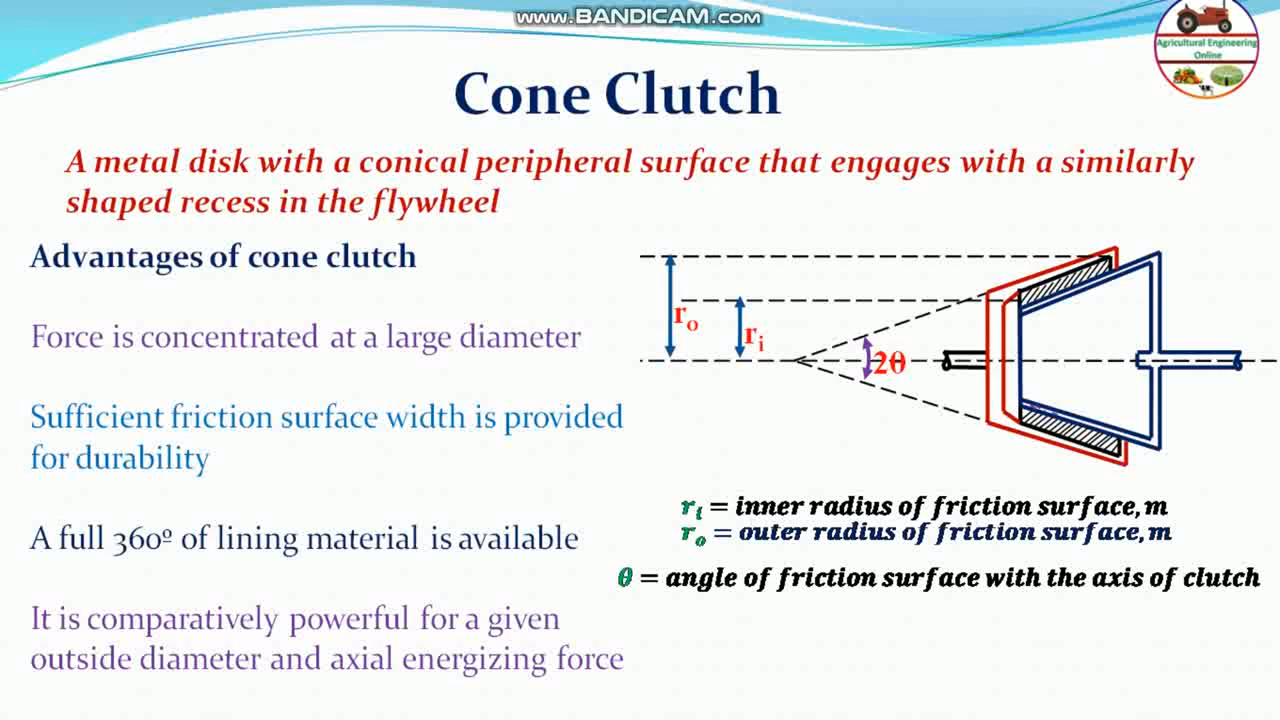 www.BANDICAM.com
Agricultural Engineering
Online
Cone Clutch
A metal disk with a conical peripheral surface that engages with a similarly
shaped recess in the flywheel
Advantages of cone clutch
Force is concentrated at a large diameter
Sufficient friction surface width is provided
for durability
A full 360º of lining material is available
It is comparatively powerful for a given
outside diameter and axial energizing force
rₒ
rᵢ
2θ
rᵢ = inner radius of friction surface, m
rₒ = outer radius of friction surface, m
θ = angle of friction surface with the axis of clutch